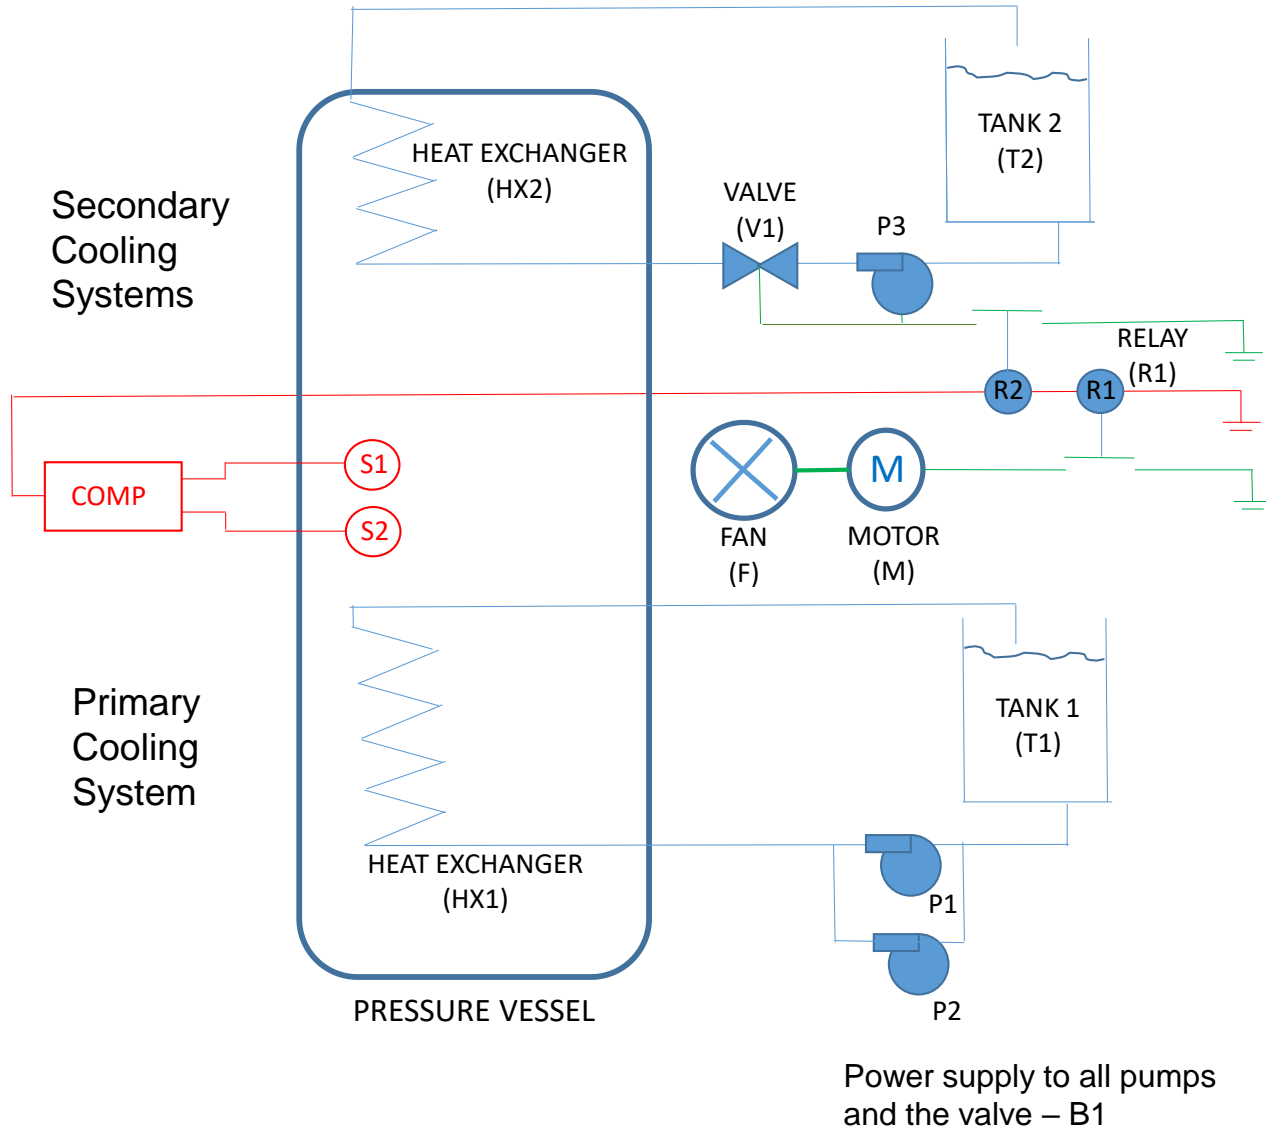 TANK 2
(T2)
HEAT EXCHANGER
(HX2)
Secondary
Cooling
Systems
VALVE
(V1)
P3
RELAY
(R1)
R2
R1
S1
COMP
S2
M
FAN
(F)
MOTOR
(M)
Primary
Cooling
System
TANK 1
(T1)
HEAT EXCHANGER
(HX1)
P1
P2
PRESSURE VESSEL
Power supply to all pumps
and the valve – B1